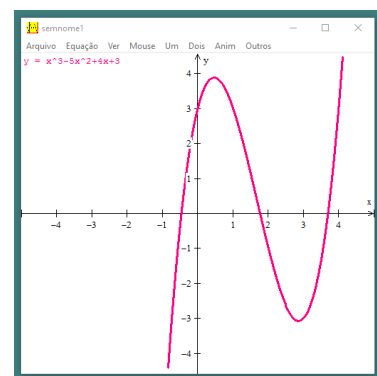 semnome1
Arquivo Equação Ver Mouse Um Dois Anim Outros
y = x^3-5x^2+4x+3
y
4
3
2
1
x
-4 -3 -2 -1 1 2 3 4
-1
-2
-3
-4